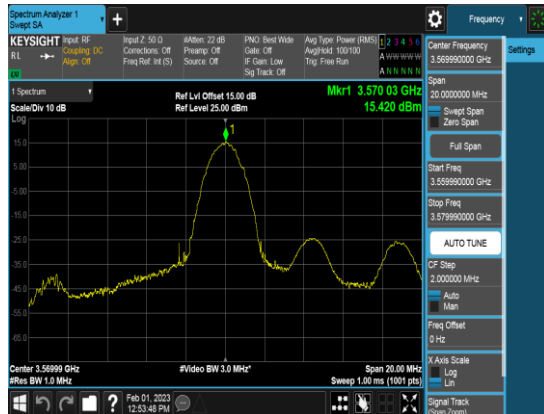 Spectrum Analyzer 1
Swept SA
Frequency
KEYSIGHT
RL
Input: RF
Coupling: DC
Align: Off
Input Z: 50 Ω
Corrections: Off
Freq Ref: Int (S)
#Atten: 22 dB
Preamp: Off
Source: Off
PNO: Best Wide
Gate: Off
IF Gain: Low
Sig Track: Off
Avg Type: Power (RMS)
Avg|Hold: 100/100
Trig: Free Run
1 2 3 4 5 6
A W W W W W
A N N N N N
1 Spectrum
Scale/Div 10 dB
Log
Ref Lvl Offset 15.00 dB
Ref Level 25.00 dBm
Mkr1 3.570 03 GHz
15.420 dBm
1
15.0
5.00
-5.00
-15.0
-25.0
-35.0
-45.0
-55.0
-65.0
Center 3.56999 GHz
#Res BW 1.0 MHz
#Video BW 3.0 MHz*
Span 20.00 MHz
Sweep 1.00 ms (1001 pts)
Feb 01, 2023
12:53:48 PM
Center Frequency
3.569990000 GHz
Settings
Span
20.0000000 MHz
Swept Span
Zero Span
Full Span
Start Freq
3.559990000 GHz
Stop Freq
3.579990000 GHz
AUTO TUNE
CF Step
2.000000 MHz
Auto
Man
Freq Offset
0 Hz
X Axis Scale
Log
Lin
Signal Track
(Span Zoom)